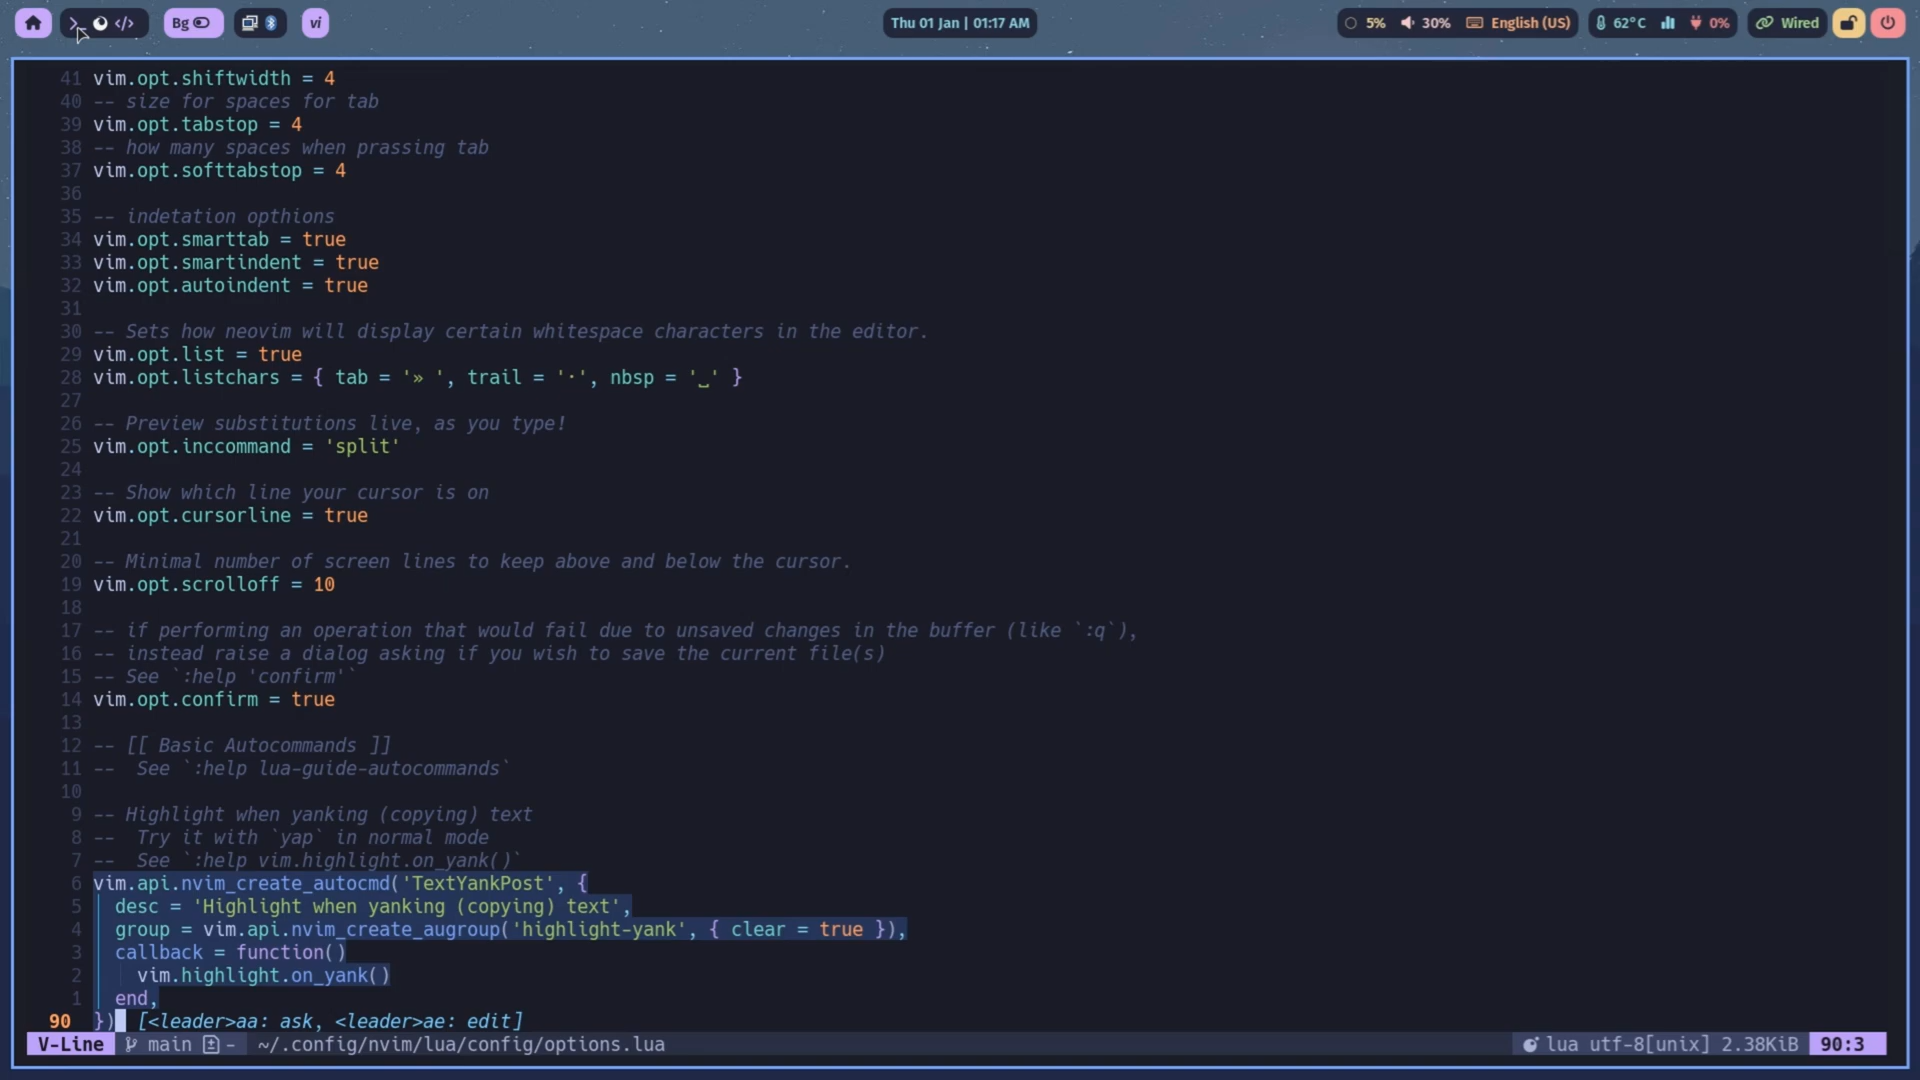 >_ </> Bg vi Thu 01 Jan | 01:17 AM 5% 30% English (US) 62°C 0% Wired
41 vim.opt.shiftwidth = 4
40 -- size for spaces for tab
39 vim.opt.tabstop = 4
38 -- how many spaces when prassing tab
37 vim.opt.softtabstop = 4
36
35 -- indetation opthions
34 vim.opt.smarttab = true
33 vim.opt.smartindent = true
32 vim.opt.autoindent = true
31
30 -- Sets how neovim will display certain whitespace characters in the editor.
29 vim.opt.list = true
28 vim.opt.listchars = { tab = '» ', trail = '·', nbsp = '␣' }
27
26 -- Preview substitutions live, as you type!
25 vim.opt.inccommand = 'split'
24
23 -- Show which line your cursor is on
22 vim.opt.cursorline = true
21
20 -- Minimal number of screen lines to keep above and below the cursor.
19 vim.opt.scrolloff = 10
18
17 -- if performing an operation that would fail due to unsaved changes in the buffer (like `:q`),
16 -- instead raise a dialog asking if you wish to save the current file(s)
15 -- See `:help 'confirm'`
14 vim.opt.confirm = true
13
12 -- [[ Basic Autocommands ]]
11 --  See `:help lua-guide-autocommands`
10
9 -- Highlight when yanking (copying) text
8 --  Try it with `yap` in normal mode
7 --  See `:help vim.highlight.on_yank()`
6 vim.api.nvim_create_autocmd('TextYankPost', {
5   desc = 'Highlight when yanking (copying) text',
4   group = vim.api.nvim_create_augroup('highlight-yank', { clear = true }),
3   callback = function()
2     vim.highlight.on_yank()
1   end,
90 }) [<leader>aa: ask, <leader>ae: edit]
V-Line main - ~/.config/nvim/lua/config/options.lua lua utf-8[unix] 2.38KiB 90:3